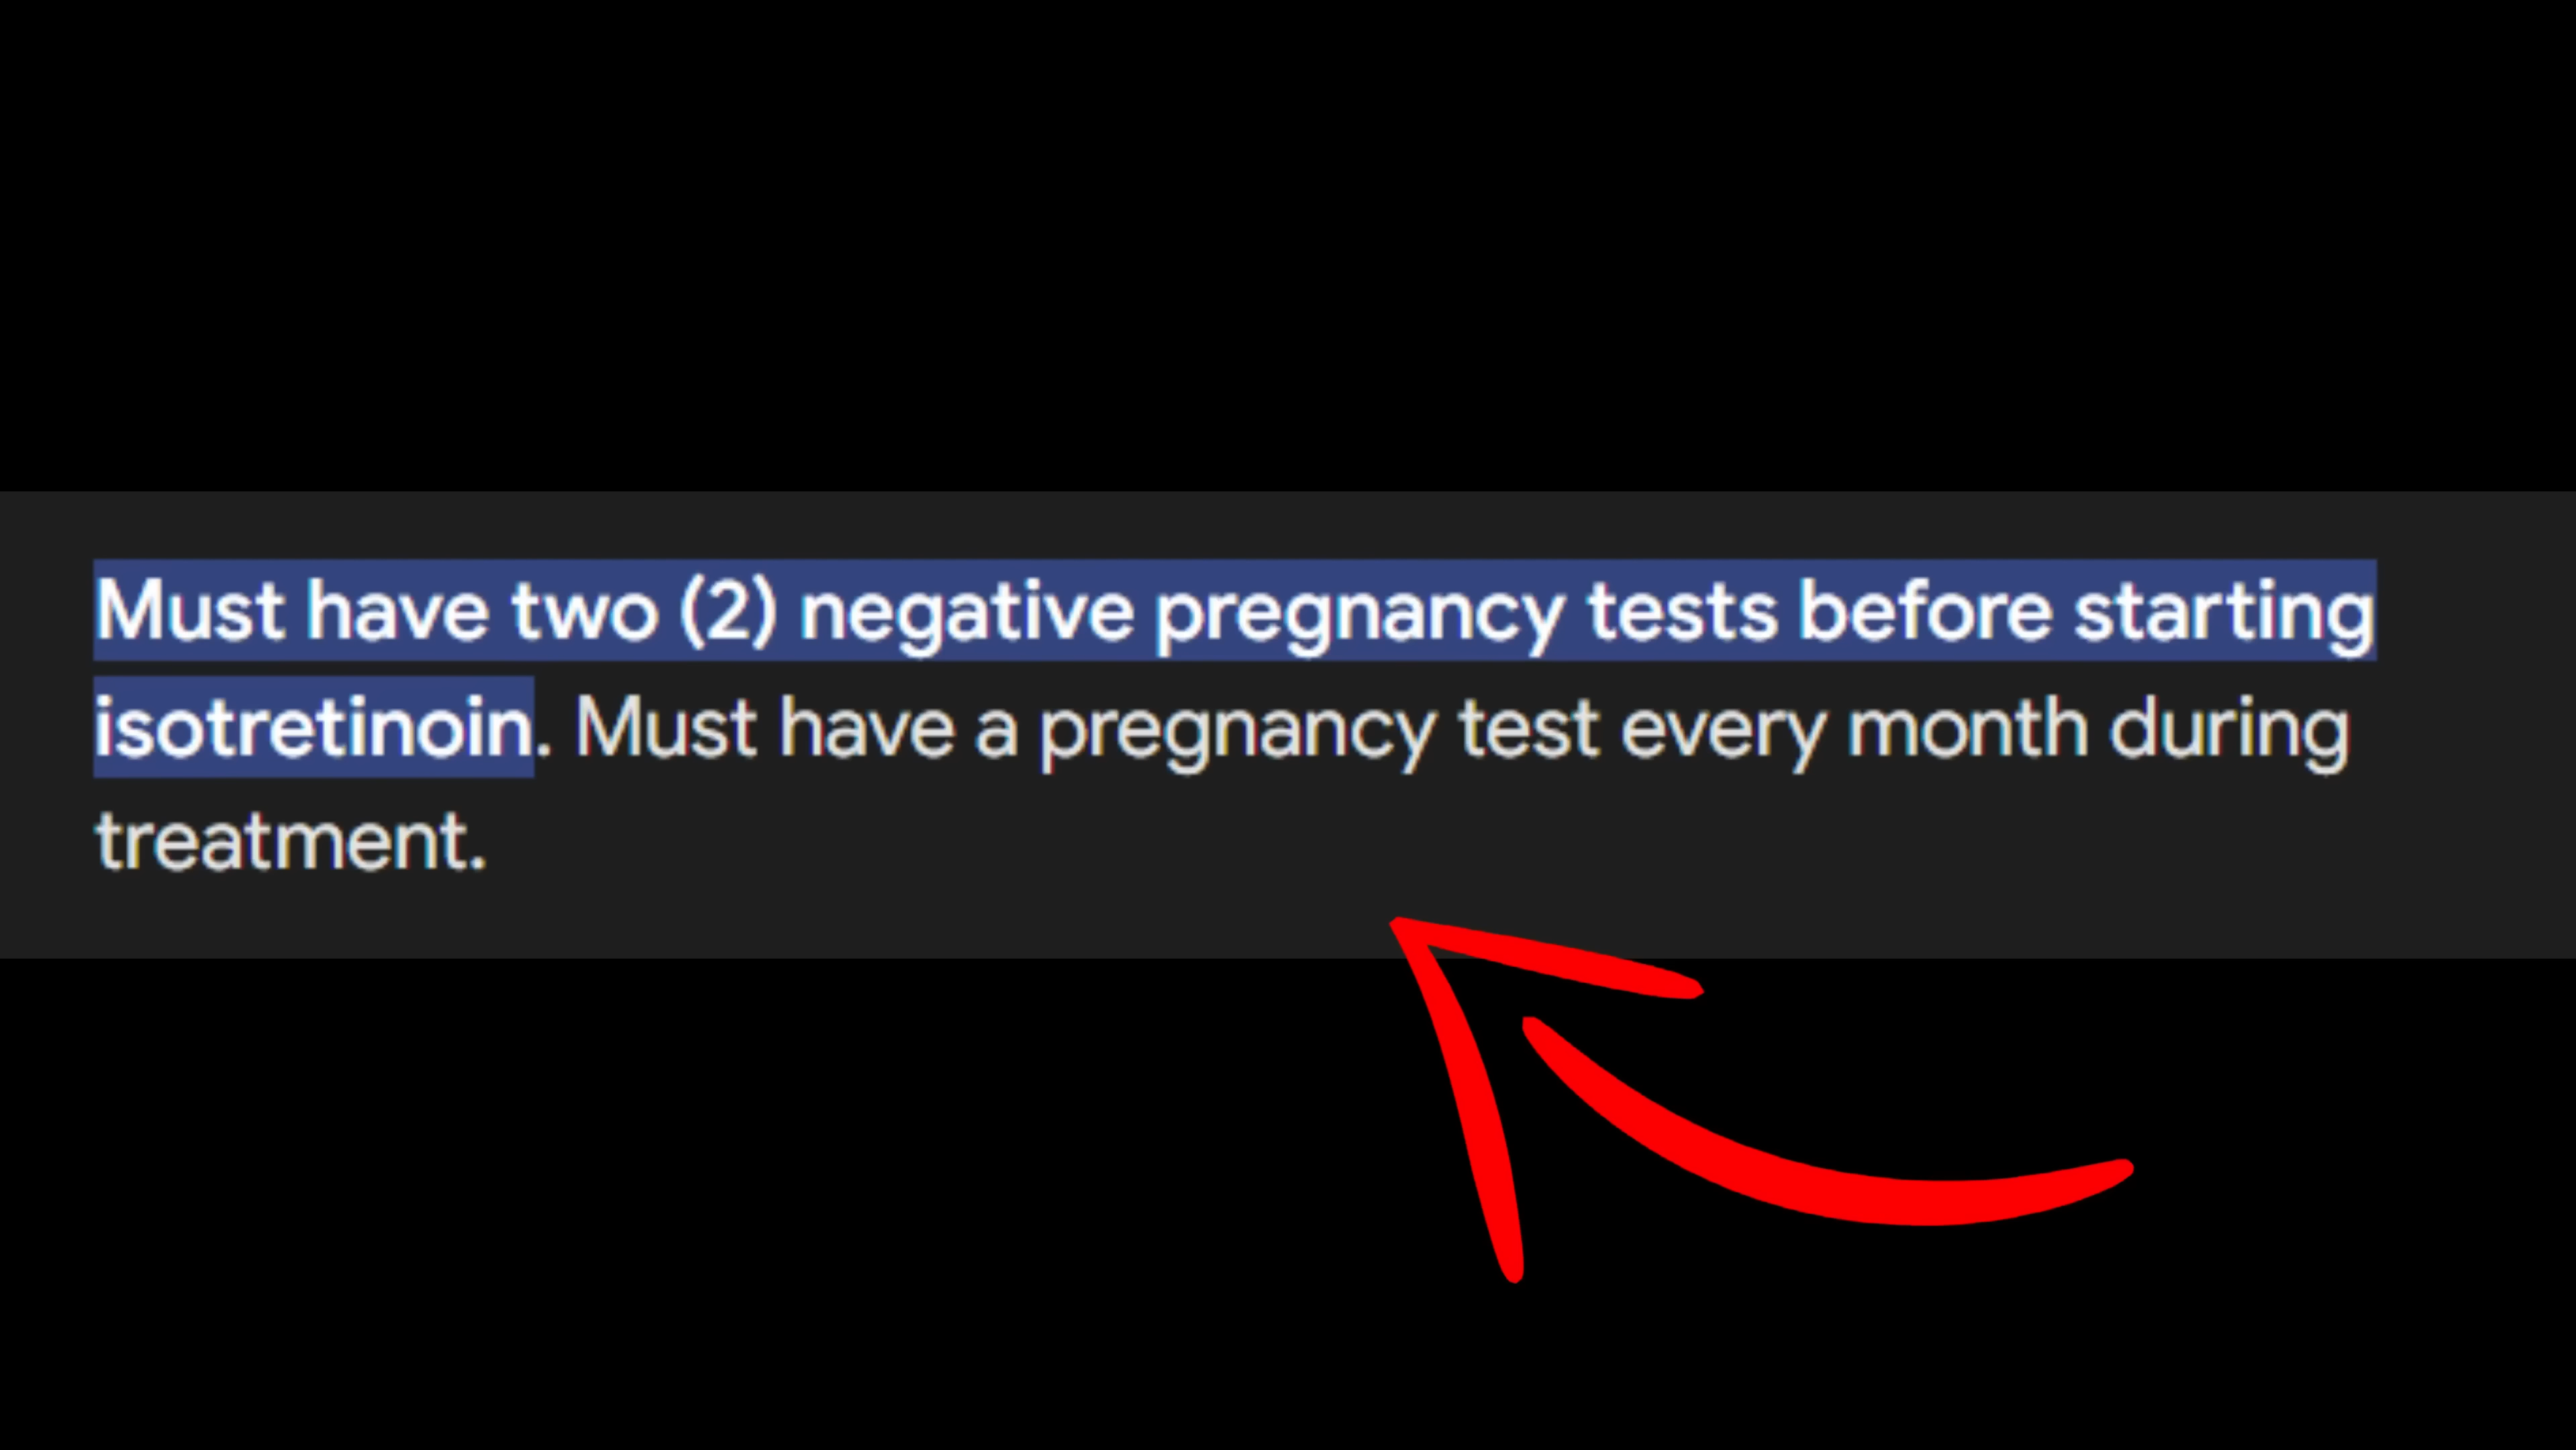 Must have two (2) negative pregnancy tests before starting
isotretinoin. Must have a pregnancy test every month during
treatment.